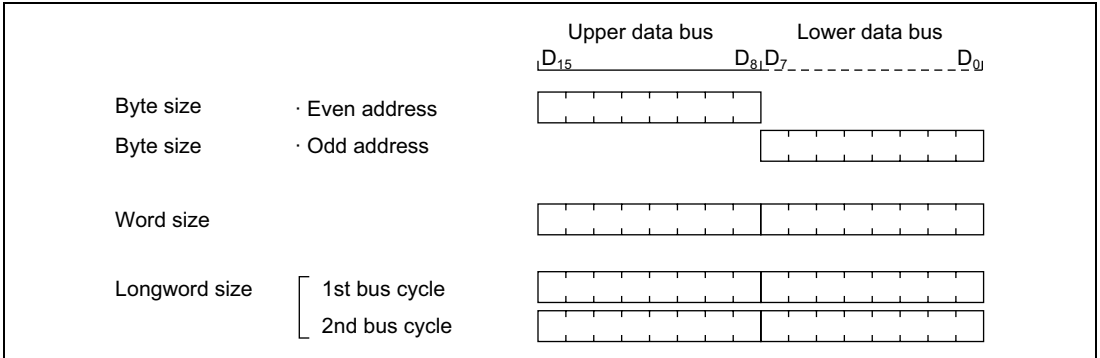 Upper data bus Lower data bus
D15 D8 D7 D0
Byte size · Even address
Byte size · Odd address
Word size
Longword size 1st bus cycle
2nd bus cycle